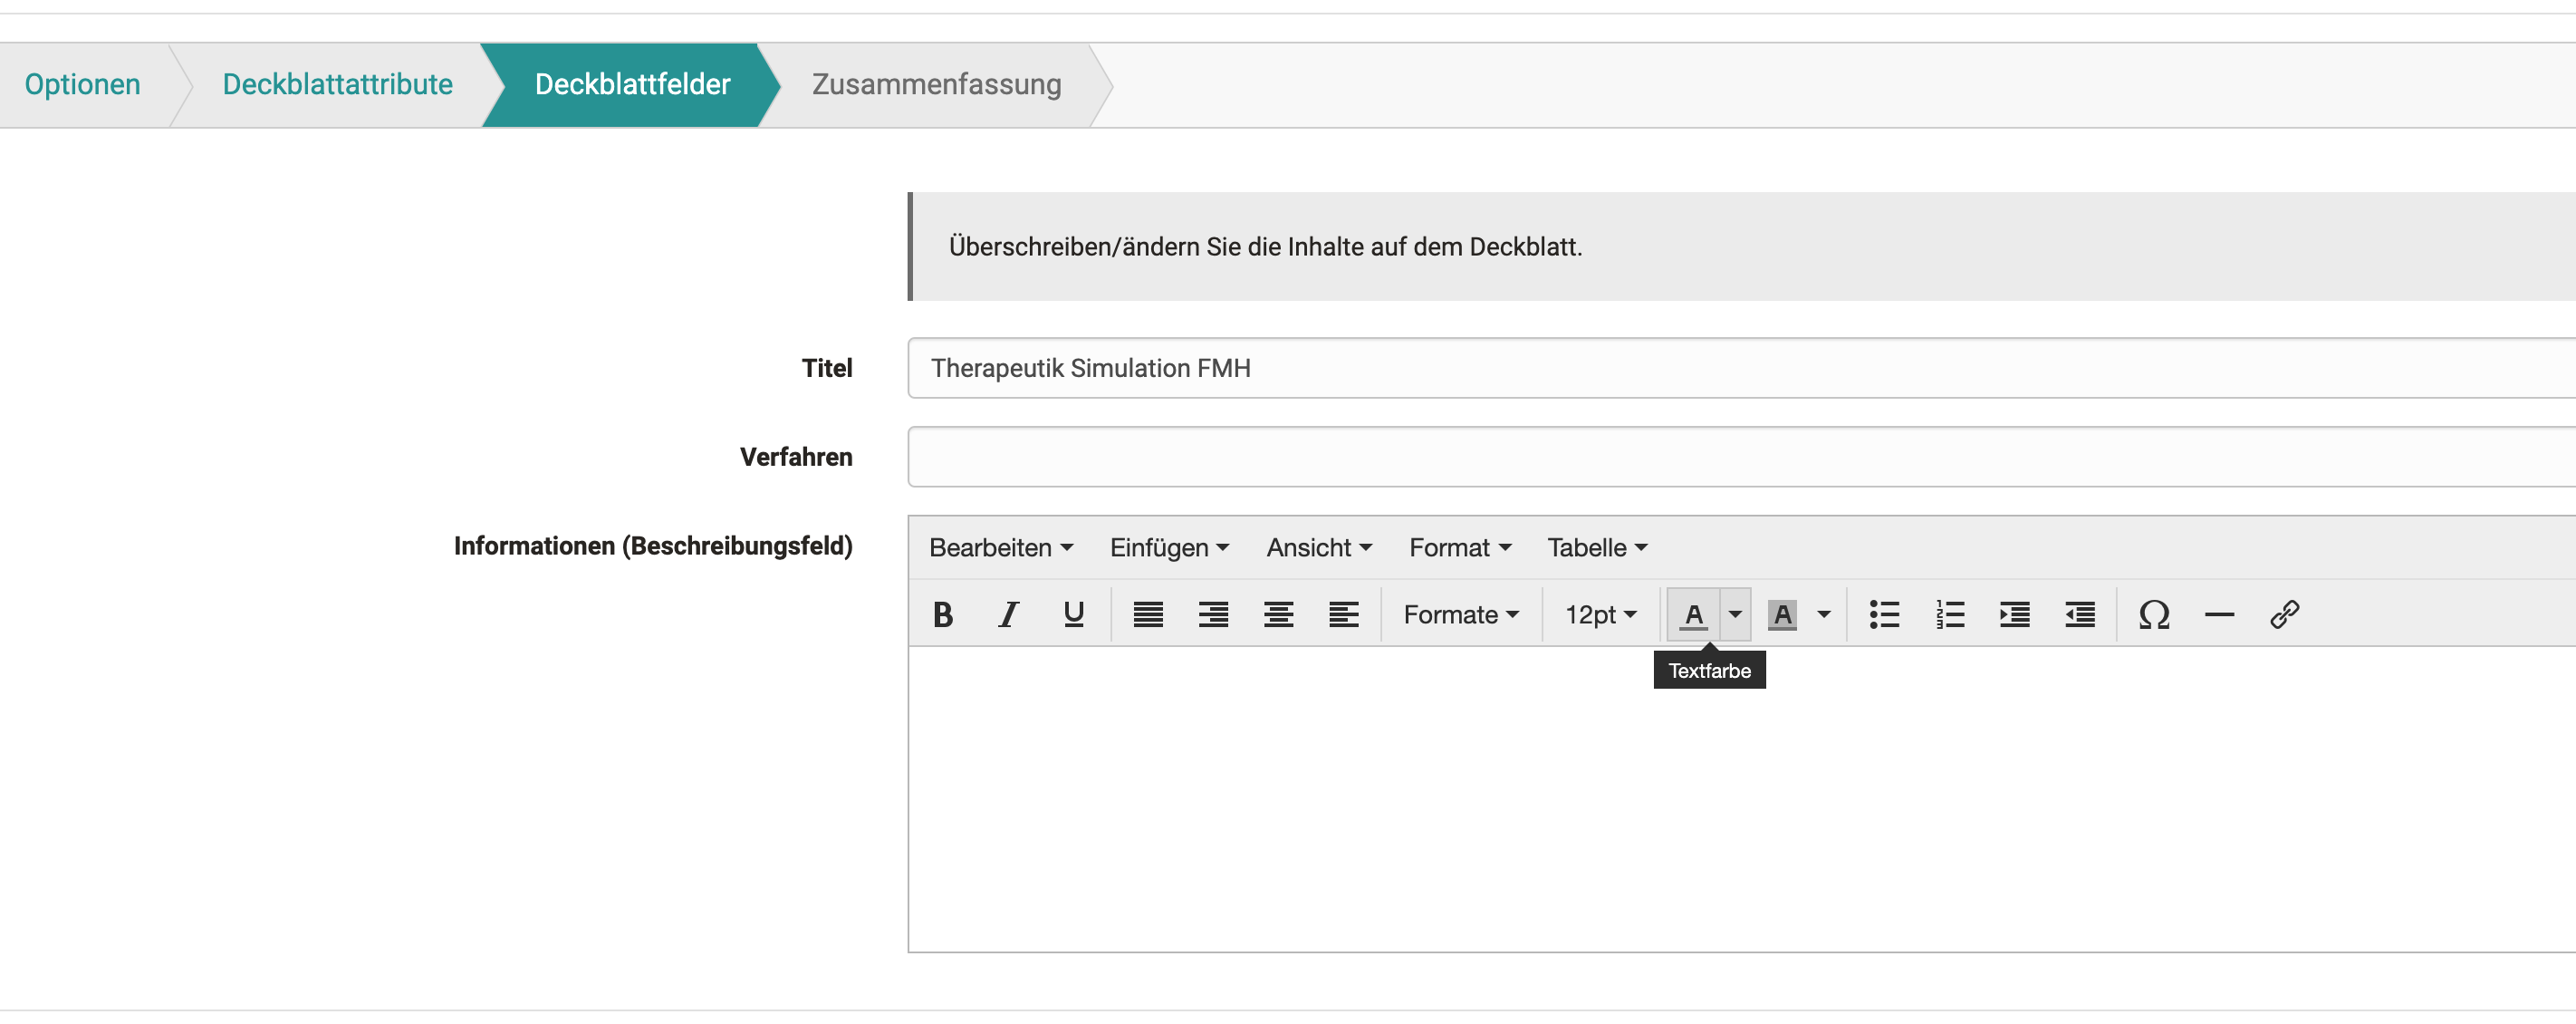 Optionen Deckblattattribute Deckblattfelder Zusammenfassung
Überschreiben/ändern Sie die Inhalte auf dem Deckblatt.
Titel Therapeutik Simulation FMH
Verfahren
Informationen (Beschreibungsfeld) Bearbeiten Einfügen Ansicht Format Tabelle
B I U Formate 12pt A A Ω
Textfarbe